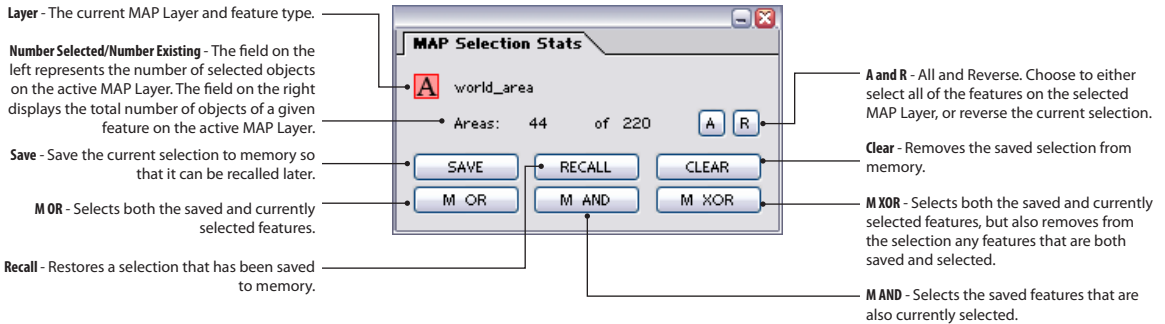 Layer - The current MAP Layer and feature type.
Number Selected/Number Existing - The field on the
left represents the number of selected objects
on the active MAP Layer. The field on the right
displays the total number of objects of a given
feature on the active MAP Layer.
Save - Save the current selection to memory so
that it can be recalled later.
M OR - Selects both the saved and currently
selected features.
Recall - Restores a selection that has been saved
to memory.
MAP Selection Stats
A world_area
Areas: 44 of 220 A R
SAVE RECALL CLEAR
M OR M AND M XOR
A and R - All and Reverse. Choose to either
select all of the features on the selected
MAP Layer, or reverse the current selection.
Clear - Removes the saved selection from
memory.
M XOR - Selects both the saved and currently
selected features, but also removes from
the selection any features that are both
saved and selected.
M AND - Selects the saved features that are
also currently selected.